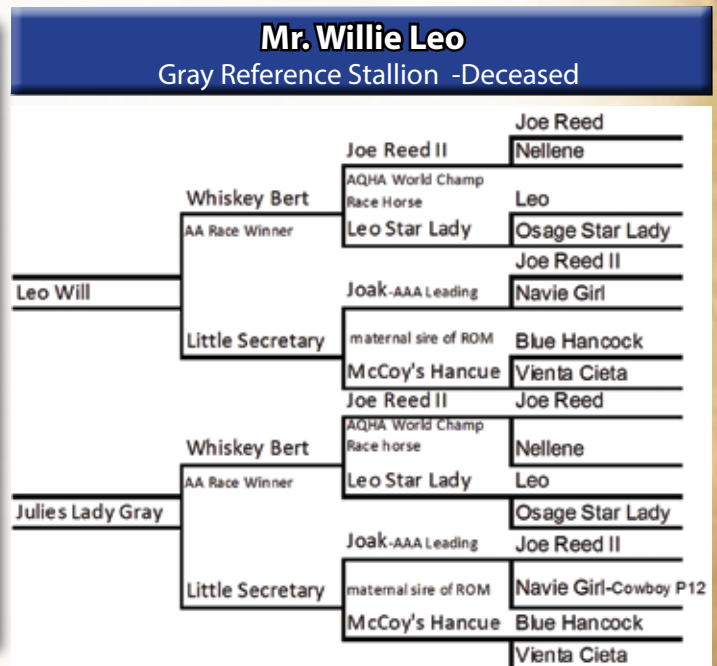 Mr. Willie Leo
Gray Reference Stallion -Deceased
Joe Reed
Joe Reed II
Nellene
AQHA World Champ
Race Horse
Whiskey Bert
Leo
AA Race Winner
Leo Star Lady
Osage Star Lady
Joe Reed II
Leo Will
Joak-AAA Leading
Navie Girl
Little Secretary
maternal sire of ROM
Blue Hancock
McCoy's Hancue
Vienta Cieta
Joe Reed II
Joe Reed
AQHA World Champ
Race horse
Whiskey Bert
Nellene
AA Race Winner
Leo Star Lady
Leo
Julies Lady Gray
Osage Star Lady
Joak-AAA Leading
Joe Reed II
Little Secretary
maternal sire of ROM
Navie Girl-Cowboy P12
McCoy's Hancue
Blue Hancock
Vienta Cieta